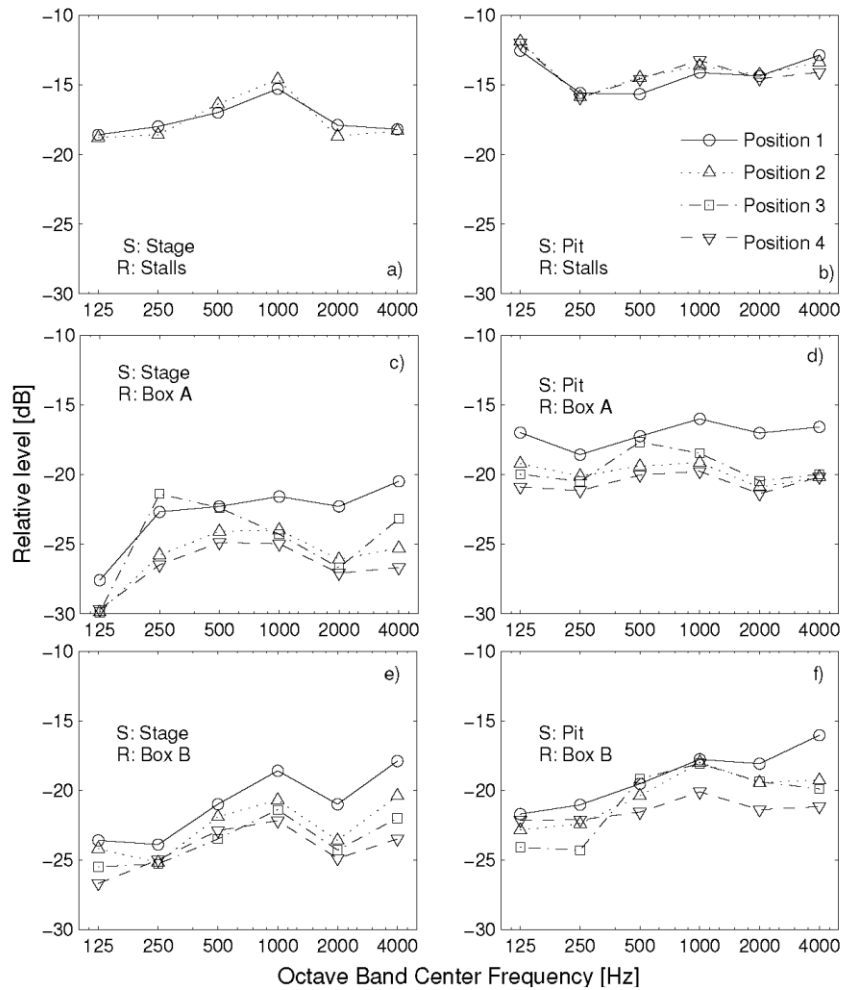 −10
−15
−20
−25
−30
S: Stage
R: Stalls
a)
125 250 500 1000 2000 4000
−10
−15
−20
−25
−30
Position 1
Position 2
Position 3
Position 4
S: Pit
R: Stalls
b)
125 250 500 1000 2000 4000
Relative level [dB]
−10
−15
−20
−25
−30
c)
S: Stage
R: Box A
125 250 500 1000 2000 4000
−10
−15
−20
−25
−30
d)
S: Pit
R: Box A
125 250 500 1000 2000 4000
−10
−15
−20
−25
−30
e)
S: Stage
R: Box B
125 250 500 1000 2000 4000
−10
−15
−20
−25
−30
f)
S: Pit
R: Box B
125 250 500 1000 2000 4000
Octave Band Center Frequency [Hz]